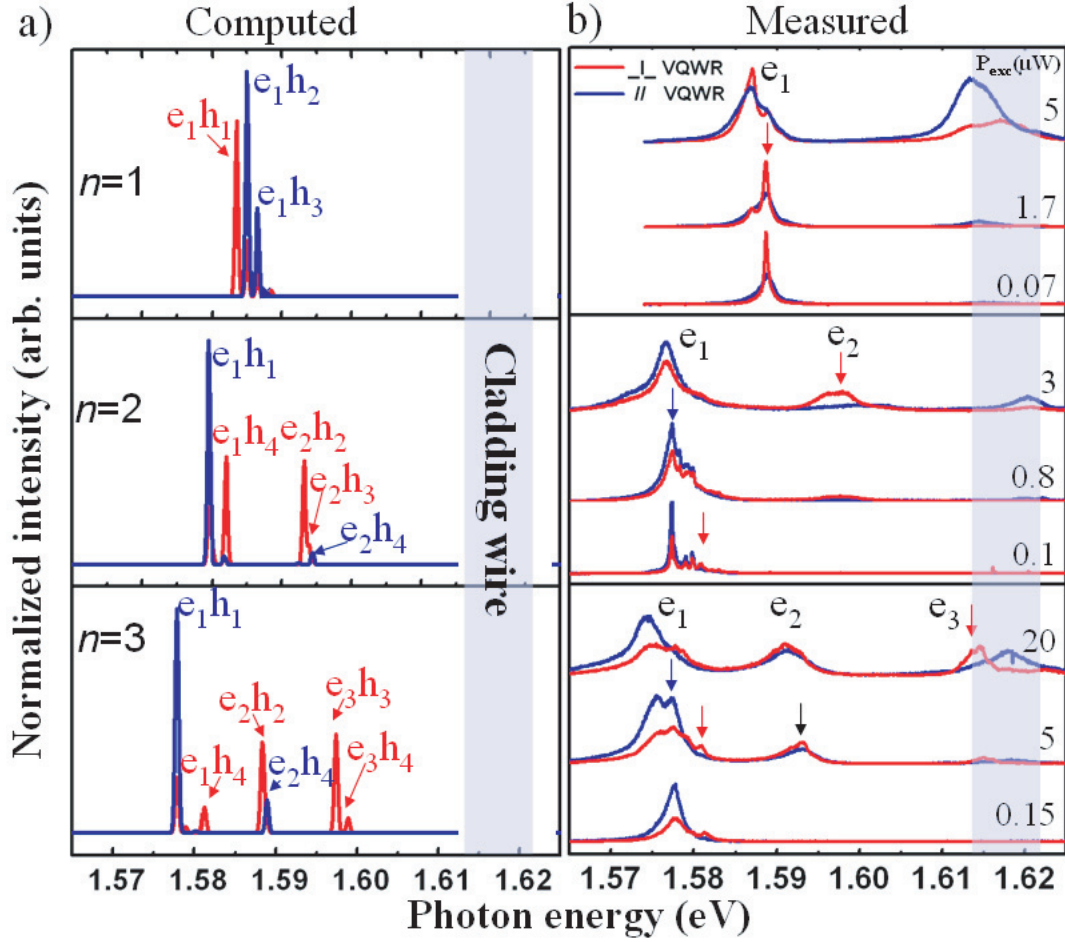 a) Computed
b) Measured
Normalized intensity (arb. units)
n=1
e1h1
e1h2
e1h3
n=2
e1h1
e1h4
e2h2
e2h3
e2h4
n=3
e1h1
e1h4
e2h2
e2h4
e3h3
e3h4
Cladding wire
_|_ VQWR
// VQWR
Pexc(μW)
e1
5
1.7
0.07
e1
e2
3
0.8
0.1
e1
e2
e3
20
5
0.15
1.57 1.58 1.59 1.60 1.61 1.62
1.57 1.58 1.59 1.60 1.61 1.62
Photon energy (eV)